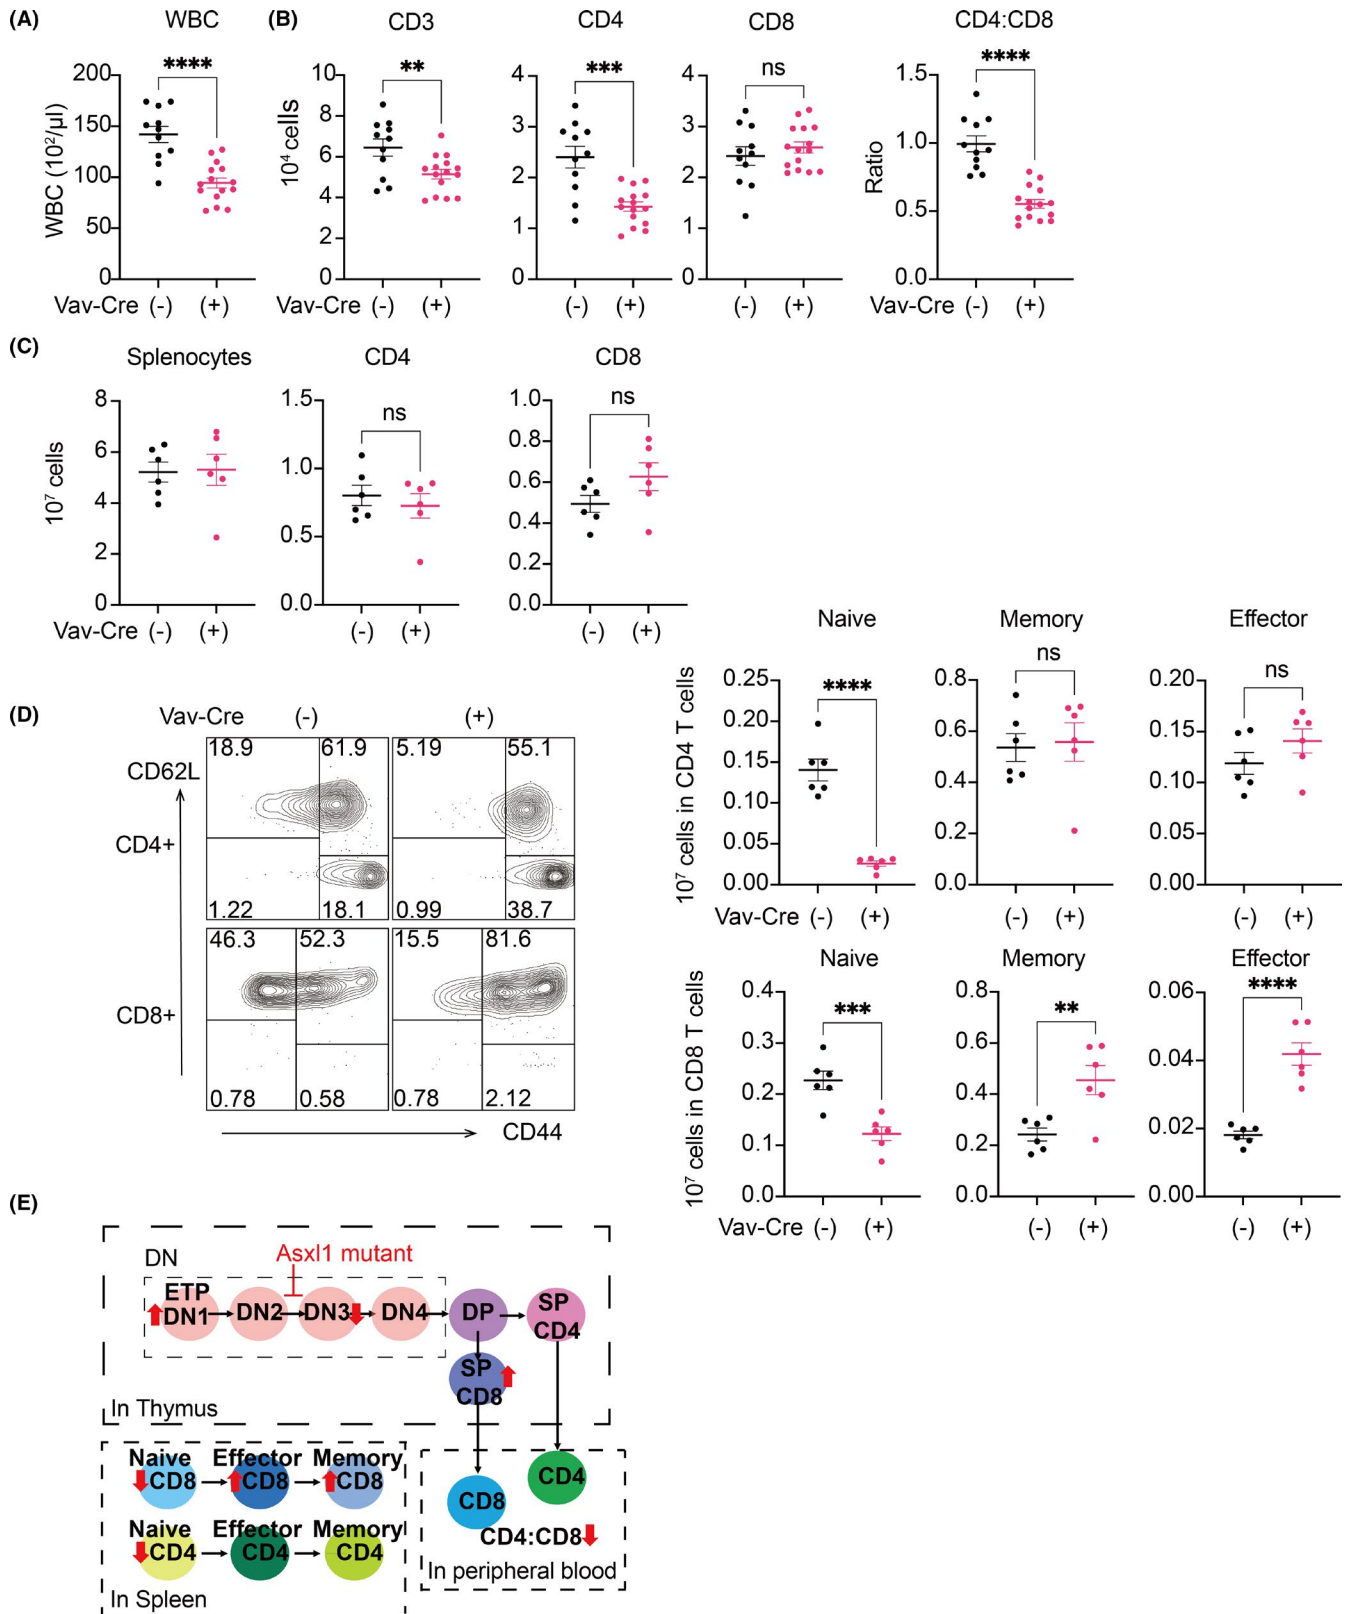 (A)
WBC
WBC (10²/µl)
200
150
100
50
0
****
Vav-Cre (-) (+)
(B)
CD3
10⁴ cells
10
8
6
4
2
0
**
Vav-Cre (-) (+)
CD4
4
3
2
1
0
***
(-) (+)
CD8
4
3
2
1
0
ns
(-) (+)
CD4:CD8
Ratio
1.5
1.0
0.5
0.0
****
Vav-Cre (-) (+)
(C)
Splenocytes
10⁷ cells
8
6
4
2
0
Vav-Cre (-) (+)
CD4
1.5
1.0
0.5
0.0
ns
(-) (+)
CD8
1.0
0.8
0.6
0.4
0.2
0.0
ns
(-) (+)
(D)
Vav-Cre (-) (+)
CD62L
CD4+
CD8+
18.9 61.9 5.19 55.1
1.22 18.1 0.99 38.7
46.3 52.3 15.5 81.6
0.78 0.58 0.78 2.12
CD44
Naive
10⁷ cells in CD4 T cells
0.25
0.20
0.15
0.10
0.05
0.00
****
Vav-Cre (-) (+)
Memory
0.8
0.6
0.4
0.2
0.0
ns
(-) (+)
Effector
0.20
0.15
0.10
0.05
0.00
ns
(-) (+)
Naive
10⁷ cells in CD8 T cells
0.4
0.3
0.2
0.1
0.0
***
Vav-Cre (-) (+)
Memory
0.8
0.6
0.4
0.2
0.0
**
(-) (+)
Effector
0.06
0.04
0.02
0.00
****
(-) (+)
(E)
DN
Asxl1 mutant
ETP
DN1 DN2 DN3 DN4 DP
SP
CD4
SP
CD8
In Thymus
Naive Effector Memory
CD8 CD8 CD8
Naive Effector Memory
CD4 CD4 CD4
In Spleen
CD4
CD8
CD4:CD8
In peripheral blood